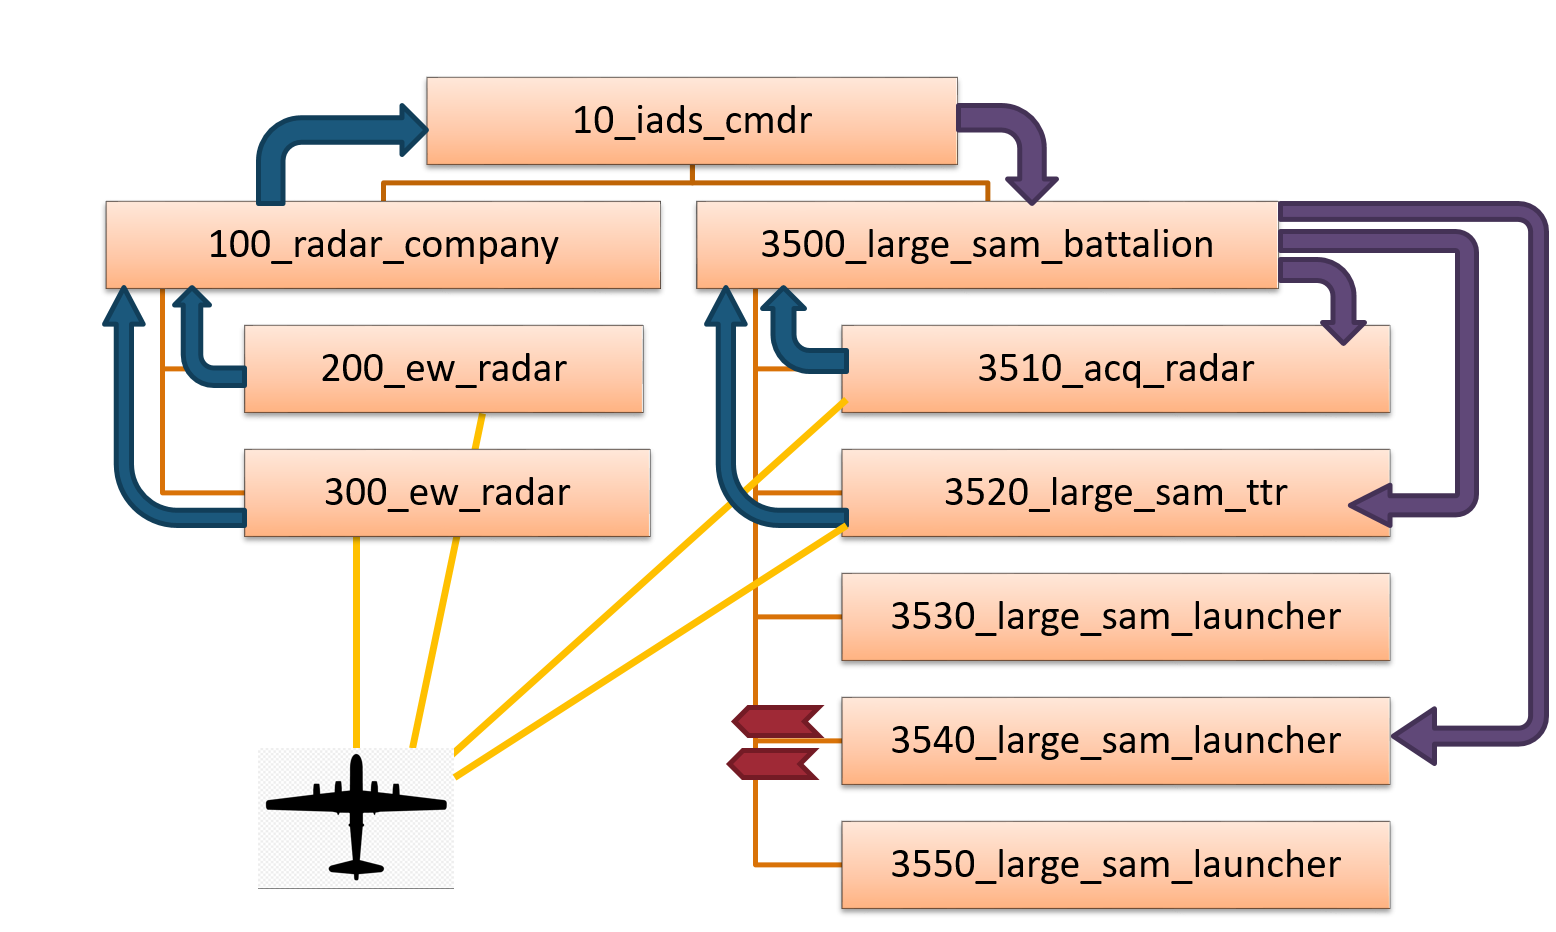 10_iads_cmdr
100_radar_company
3500_large_sam_battalion
200_ew_radar
3510_acq_radar
300_ew_radar
3520_large_sam_ttr
3530_large_sam_launcher
3540_large_sam_launcher
3550_large_sam_launcher